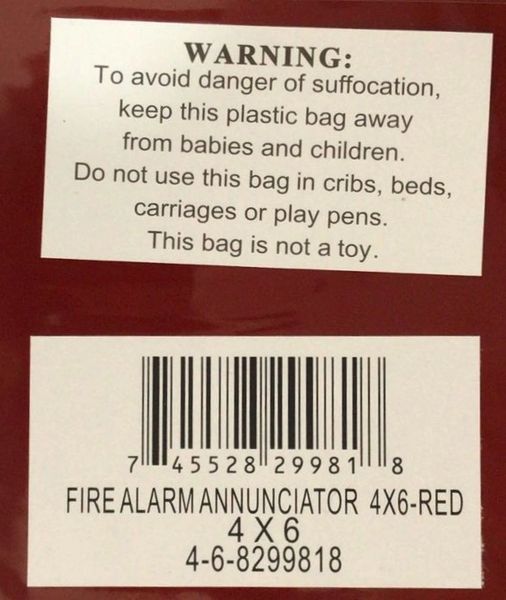 WARNING:
To avoid danger of suffocation,
keep this plastic bag away
from babies and children.
Do not use this bag in cribs, beds,
carriages or play pens.
This bag is not a toy.
7 45528 29981 8
FIRE ALARM ANNUNCIATOR 4X6-RED
4 X 6
4-6-8299818